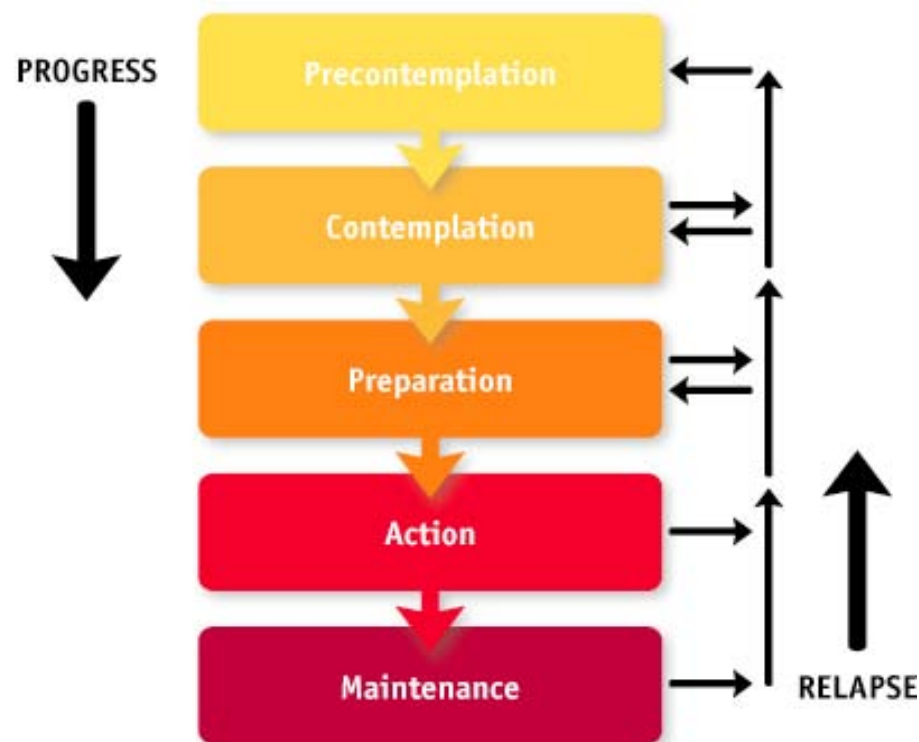 PROGRESS
Precontemplation
Contemplation
Preparation
Action
Maintenance
RELAPSE